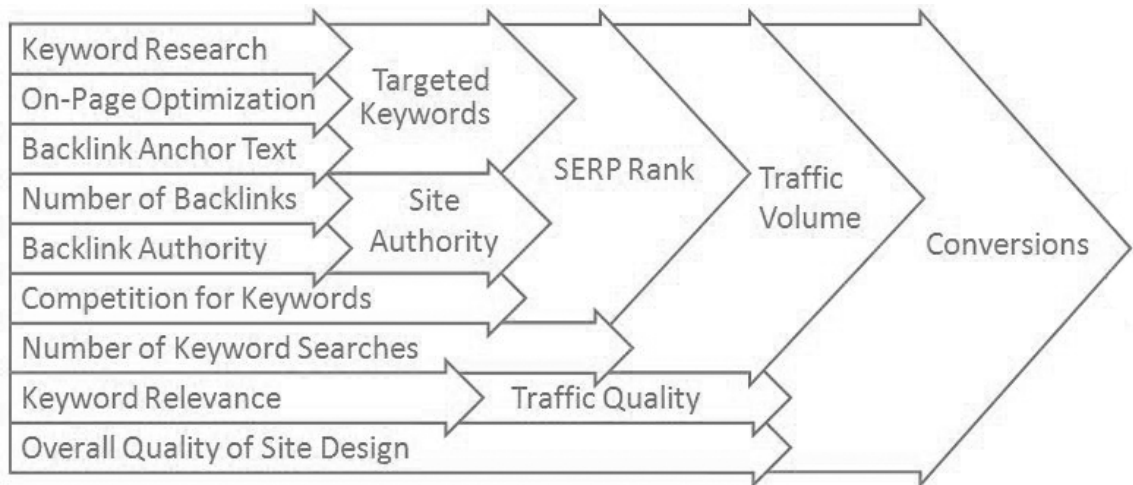 Keyword Research
On-Page Optimization
Backlink Anchor Text
Number of Backlinks
Backlink Authority
Competition for Keywords
Number of Keyword Searches
Keyword Relevance
Overall Quality of Site Design
Targeted
Keywords
Site
Authority
SERP Rank
Traffic Quality
Traffic
Volume
Conversions